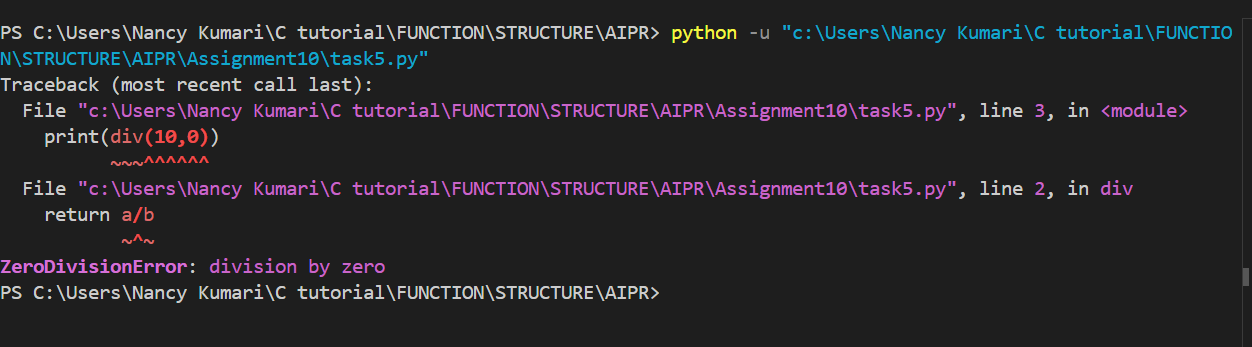 PS C:\Users\Nancy Kumari\C tutorial\FUNCTION\STRUCTURE\AIPR> python -u "c:\Users\Nancy Kumari\C tutorial\FUNCTIO
N\STRUCTURE\AIPR\Assignment10\task5.py"
Traceback (most recent call last):
  File "c:\Users\Nancy Kumari\C tutorial\FUNCTION\STRUCTURE\AIPR\Assignment10\task5.py", line 3, in <module>
    print(div(10,0))
          ~~~^^^^^^
  File "c:\Users\Nancy Kumari\C tutorial\FUNCTION\STRUCTURE\AIPR\Assignment10\task5.py", line 2, in div
    return a/b
           ~^~
ZeroDivisionError: division by zero
PS C:\Users\Nancy Kumari\C tutorial\FUNCTION\STRUCTURE\AIPR>